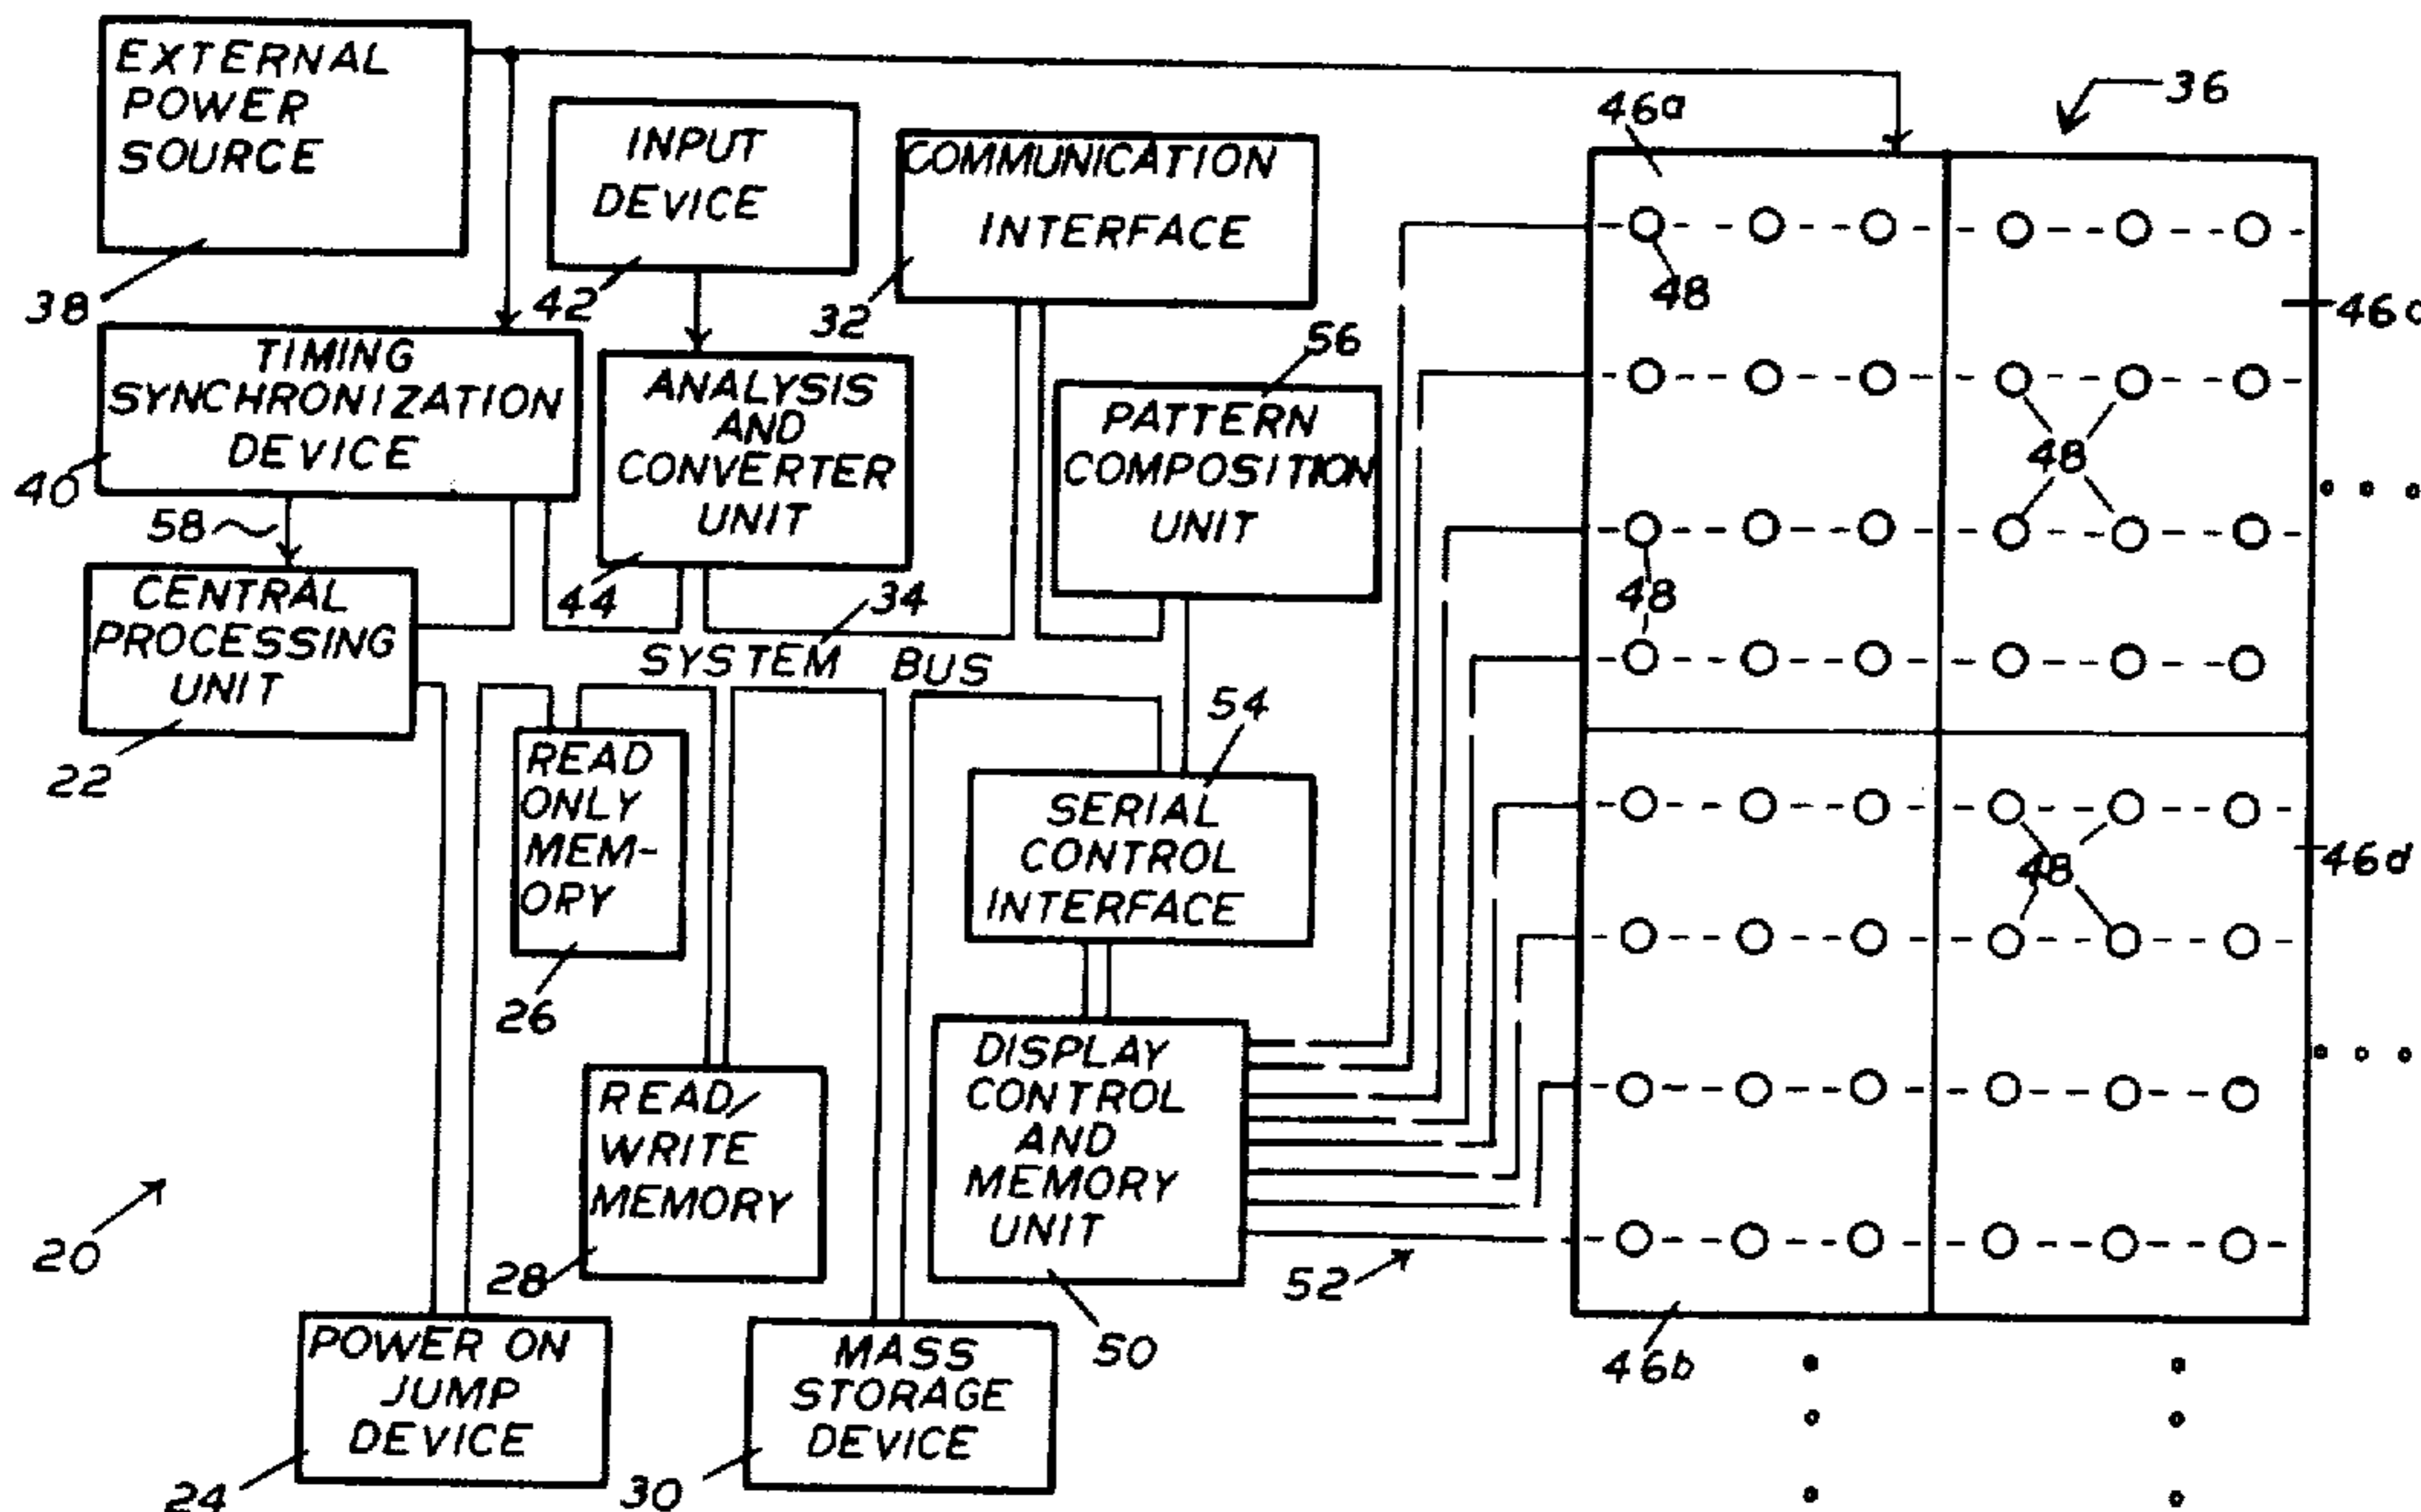 EXTERNAL
POWER
SOURCE
38
INPUT
DEVICE
42
COMMUNICATION
INTERFACE
32
46a
36
48
TIMING
SYNCHRONIZATION
DEVICE
40
58
ANALYSIS
AND
CONVERTER
UNIT
44
56
PATTERN
COMPOSITION
UNIT
48
48
CENTRAL
PROCESSING
UNIT
22
34
SYSTEM BUS
READ
ONLY
MEM-
ORY
26
54
SERIAL
CONTROL
INTERFACE
48
46d
READ/
WRITE
MEMORY
28
DISPLAY
CONTROL
AND
MEMORY
UNIT
50
52
20
POWER ON
JUMP
DEVICE
24
MASS
STORAGE
DEVICE
30
46b